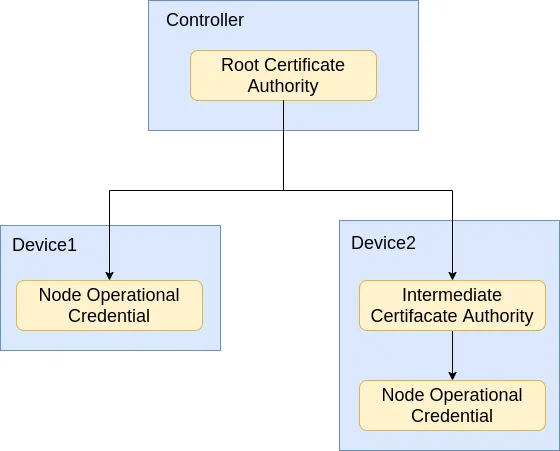 Controller
Root Certificate
Authority
Device1
Node Operational
Credential
Device2
Intermediate
Certifacate Authority
Node Operational
Credential